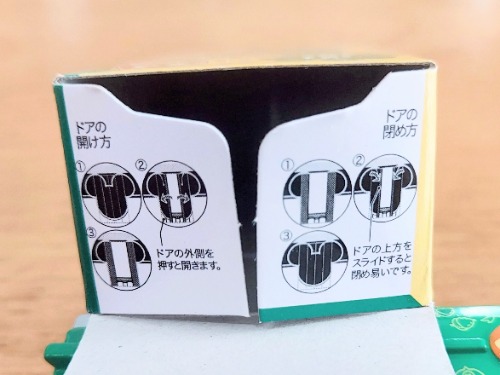 ドアの
開け方
①
②
③
ドアの外側を
押すと開きます。
ドアの
閉め方
①
②
③
ドアの上方を
スライドすると
閉め易いです。